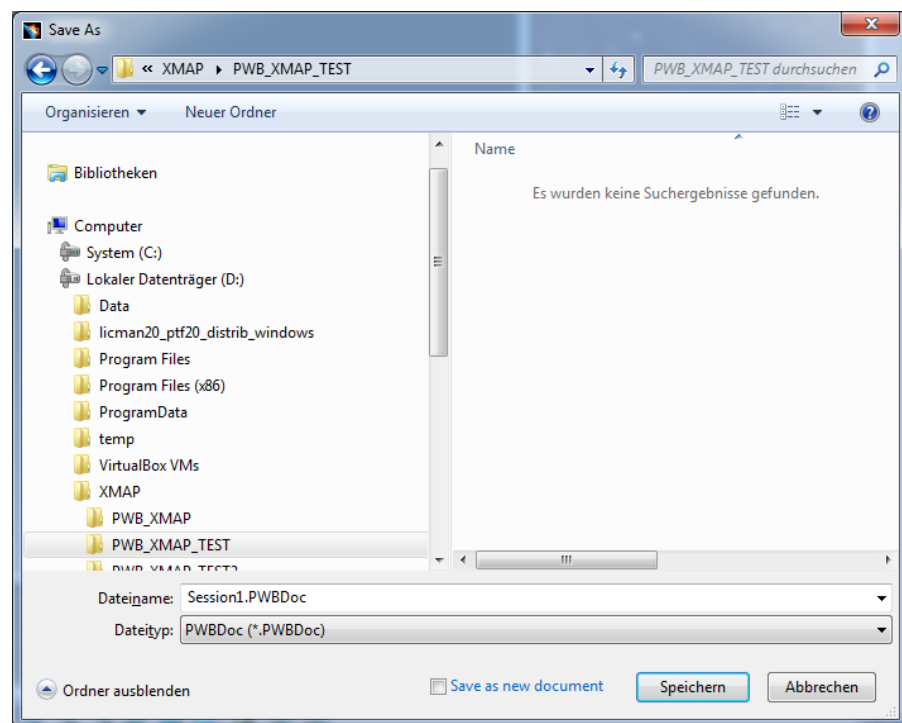 Save As
« XMAP ▸ PWB_XMAP_TEST
PWB_XMAP_TEST durchsuchen
Organisieren
Neuer Ordner
Name
Es wurden keine Suchergebnisse gefunden.
Bibliotheken
Computer
System (C:)
Lokaler Datenträger (D:)
Data
licman20_ptf20_distrib_windows
Program Files
Program Files (x86)
ProgramData
temp
VirtualBox VMs
XMAP
PWB_XMAP
PWB_XMAP_TEST
PWB_XMAP_TEST2
Dateiname: Session1.PWBDoc
Dateityp: PWBDoc (*.PWBDoc)
Ordner ausblenden
Save as new document
Speichern
Abbrechen